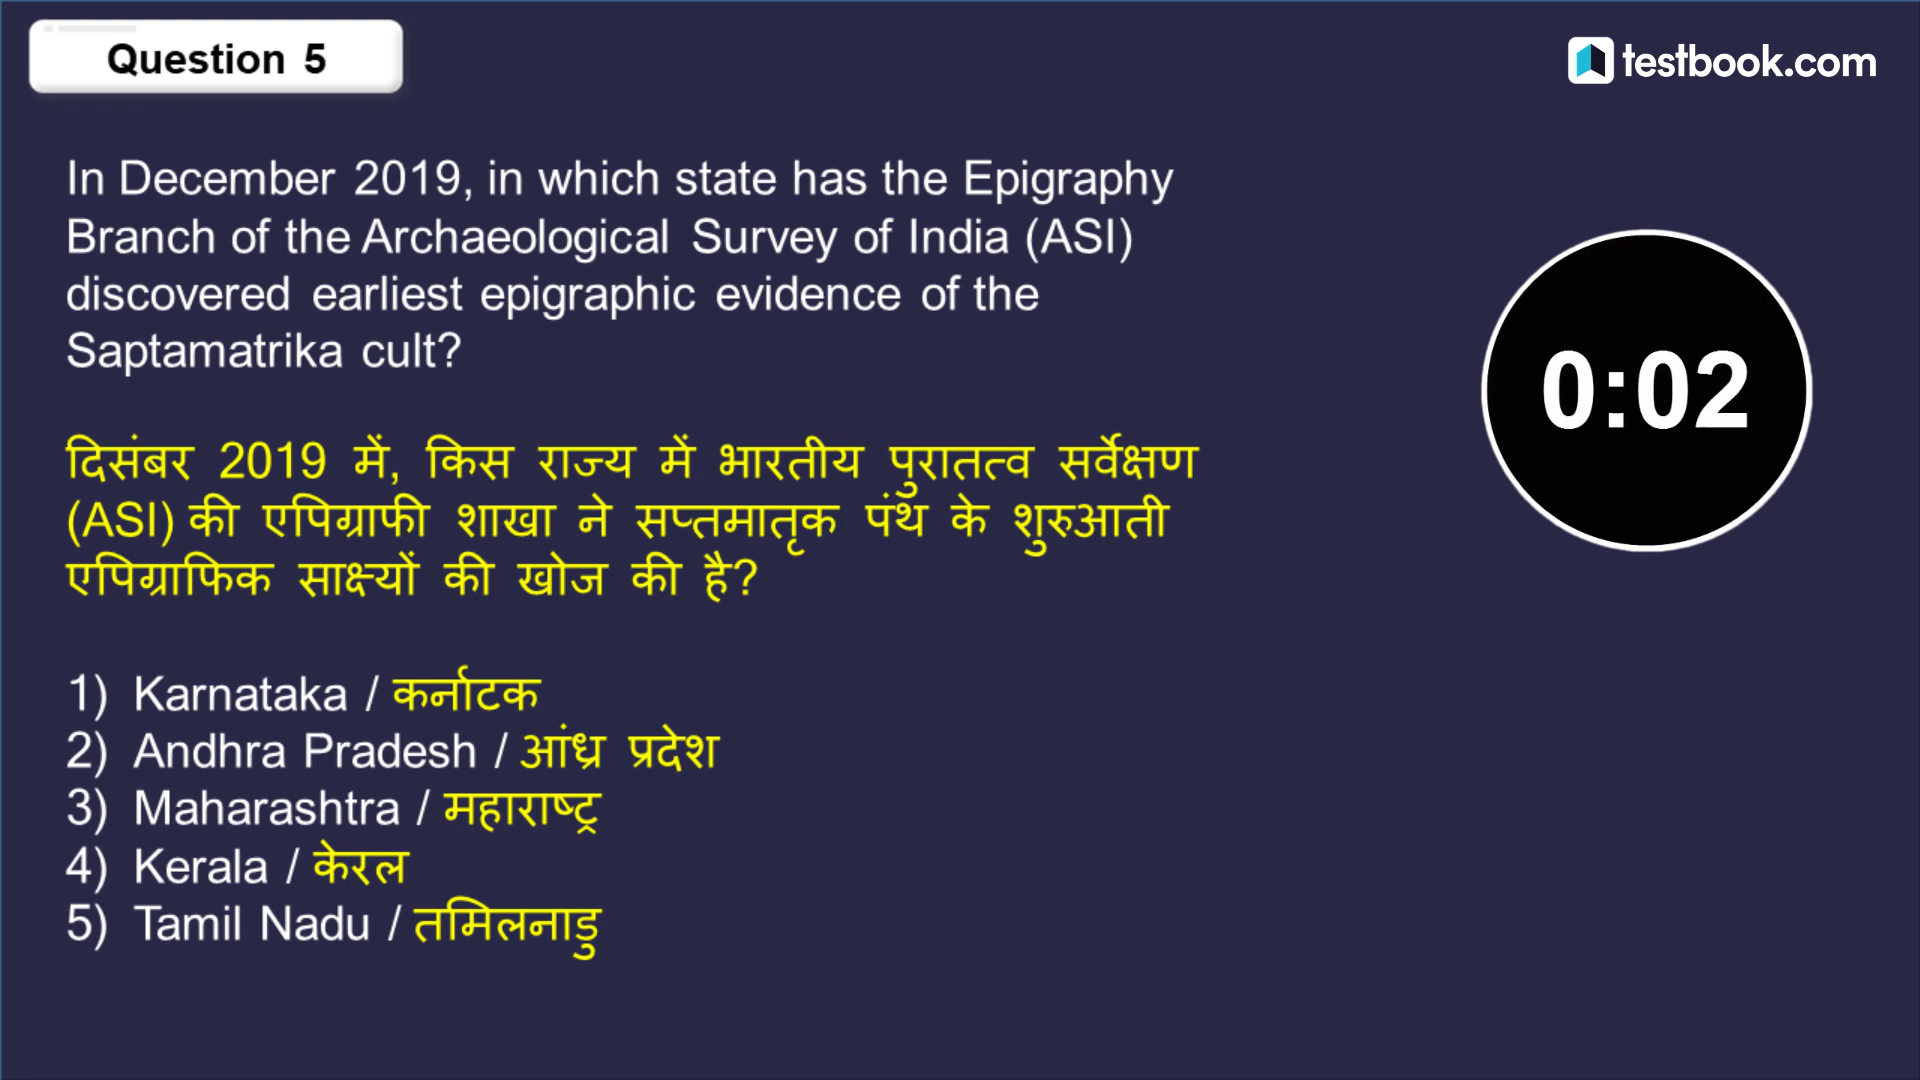 Question 5
testbook.com
In December 2019, in which state has the Epigraphy
Branch of the Archaeological Survey of India (ASI)
discovered earliest epigraphic evidence of the
Saptamatrika cult?
0:02
दिसंबर 2019 में, किस राज्य में भारतीय पुरातत्व सर्वेक्षण
(ASI) की एपिग्राफी शाखा ने सप्तमातृक पंथ के शुरुआती
एपिग्राफिक साक्ष्यों की खोज की है?
1) Karnataka / कर्नाटक
2) Andhra Pradesh / आंध्र प्रदेश
3) Maharashtra / महाराष्ट्र
4) Kerala / केरल
5) Tamil Nadu / तमिलनाडु